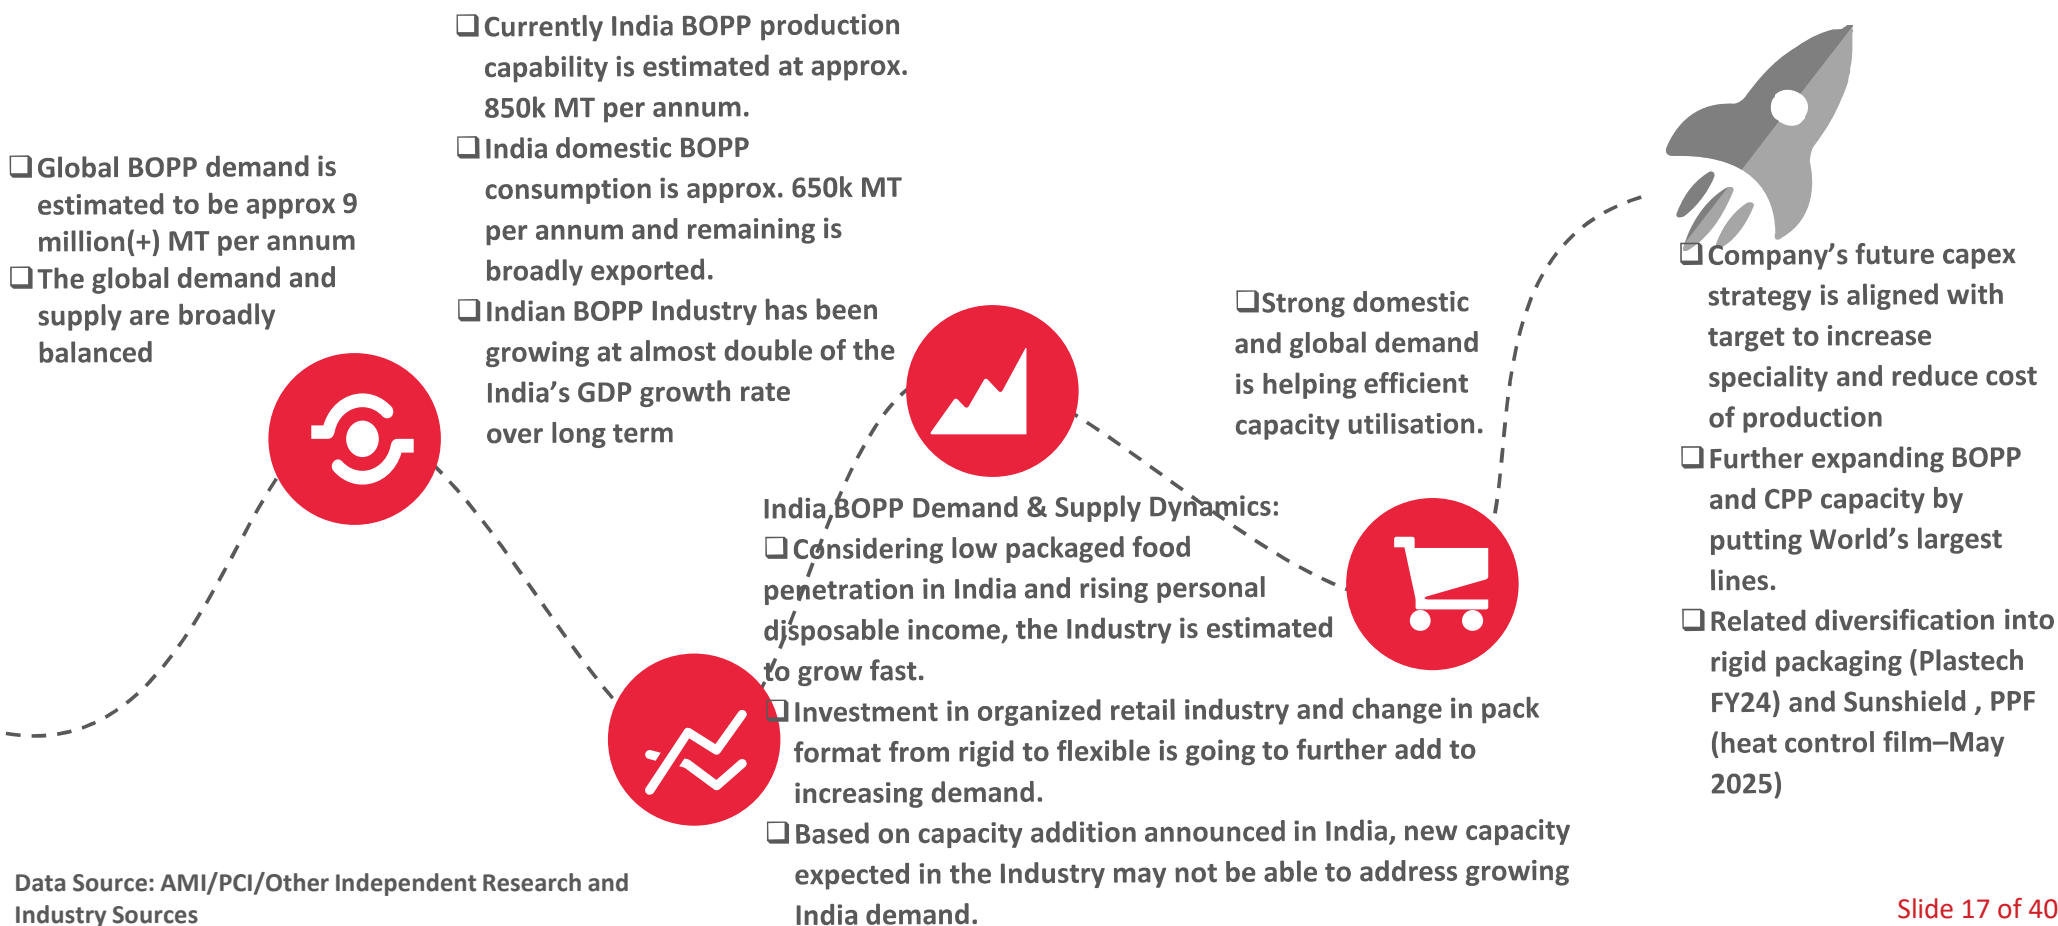 ❑Global BOPP demand is
estimated to be approx 9
million(+) MT per annum
❑The global demand and
supply are broadly
balanced
❑Currently India BOPP production
capability is estimated at approx.
850k MT per annum.
❑India domestic BOPP
consumption is approx. 650k MT
per annum and remaining is
broadly exported.
❑Indian BOPP Industry has been
growing at almost double of the
India’s GDP growth rate
over long term
India BOPP Demand & Supply Dynamics:
❑Considering low packaged food
penetration in India and rising personal
disposable income, the Industry is estimated
to grow fast.
❑Investment in organized retail industry and change in pack
format from rigid to flexible is going to further add to
increasing demand.
❑Based on capacity addition announced in India, new capacity
expected in the Industry may not be able to address growing
India demand.
❑Strong domestic
and global demand
is helping efficient
capacity utilisation.
❑Company’s future capex
strategy is aligned with
target to increase
speciality and reduce cost
of production
❑Further expanding BOPP
and CPP capacity by
putting World’s largest
lines.
❑Related diversification into
rigid packaging (Plastech
FY24) and Sunshield , PPF
(heat control film–May
2025)
Data Source: AMI/PCI/Other Independent Research and
Industry Sources
Slide 17 of 40